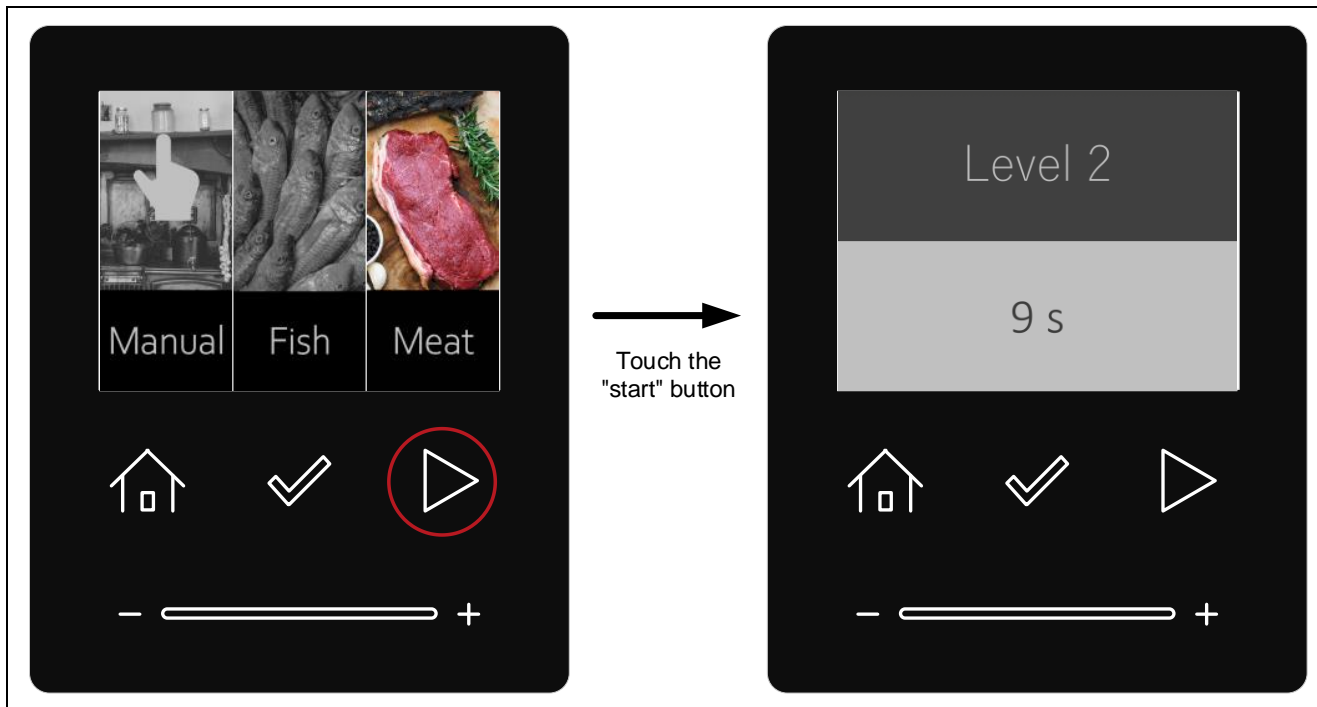 Manual Fish Meat
- +
Touch the
"start" button
Level 2
9 s
- +